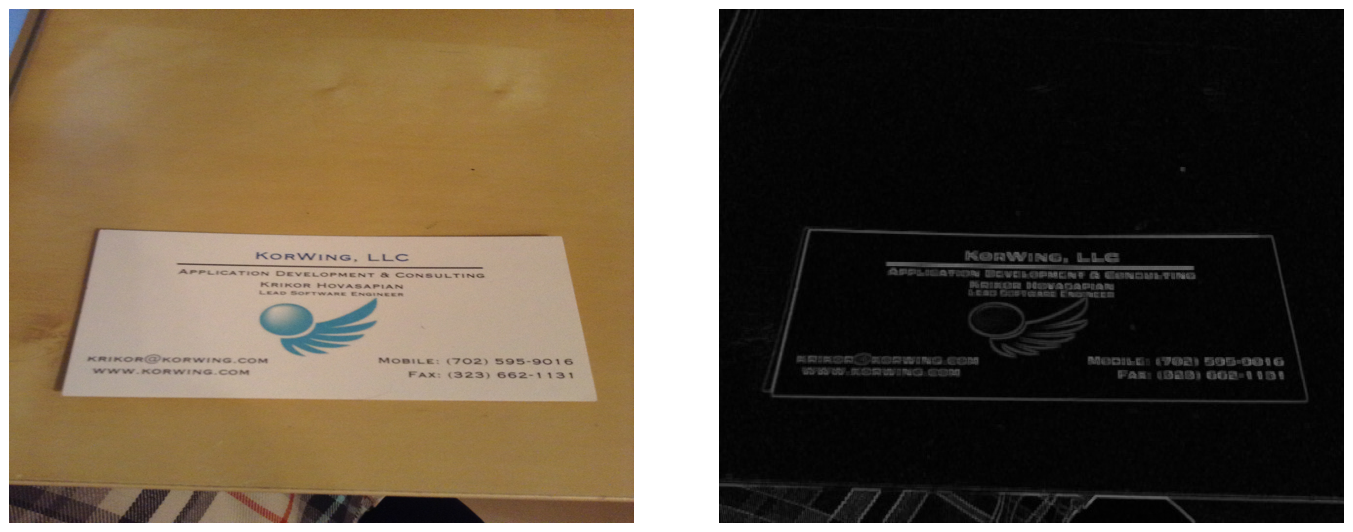 KORWING, LLC
APPLICATION DEVELOPMENT & CONSULTING
KRIKOR HOVASAPIAN
LEAD SOFTWARE ENGINEER
KRIKOR@KORWING.COM
MOBILE: (702) 595-9016
WWW.KORWING.COM
FAX: (323) 662-1131
KORWING, LLC
APPLICATION DEVELOPMENT & CONSULTING
KRIKOR HOVASAPIAN
LEAD SOFTWARE ENGINEER
KRIKOR@KORWING.COM
MOBILE: (702) 595-9016
WWW.KORWING.COM
FAX: (323) 662-1131